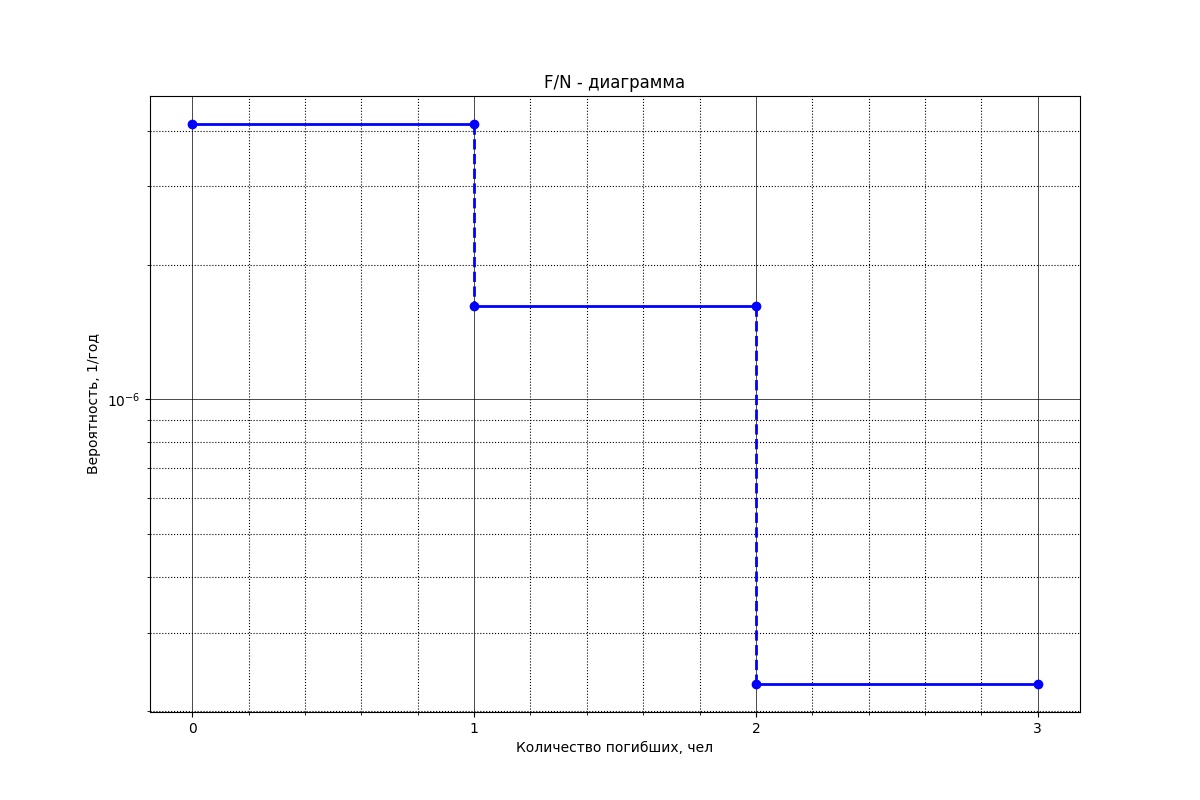 F/N - диаграмма
Вероятность, 1/год
10⁻⁶
0 1 2 3
Количество погибших, чел